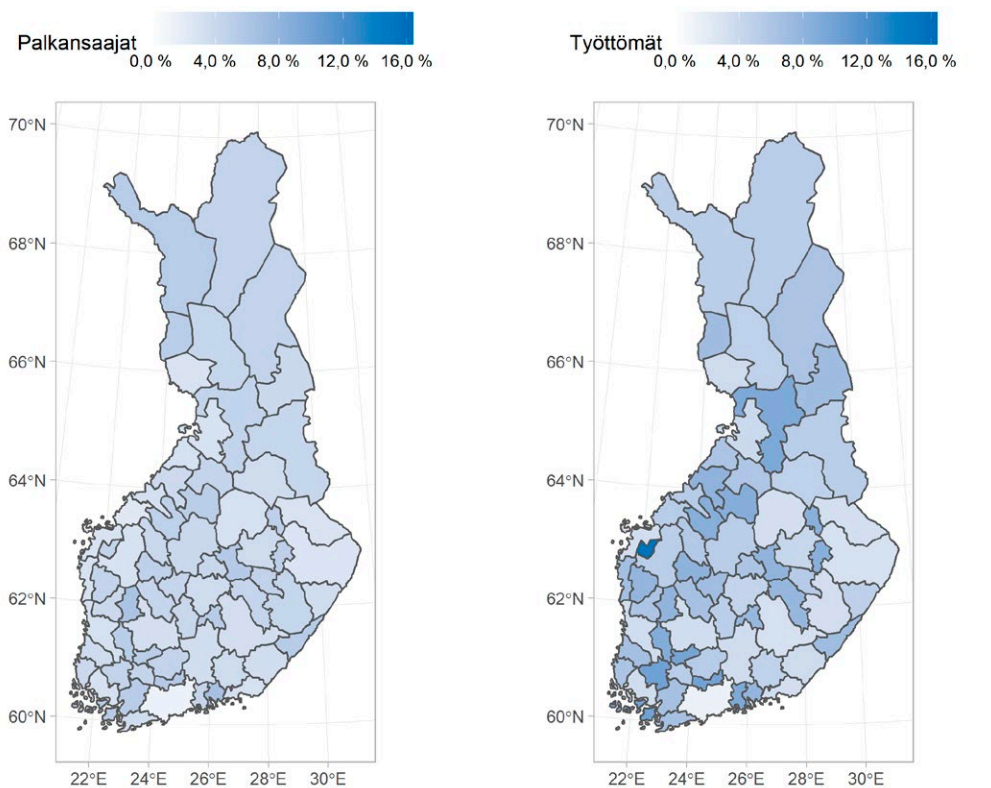 Palkansaajat
0,0 % 4,0 % 8,0 % 12,0 % 16,0 %
70°N
68°N
66°N
64°N
62°N
60°N
22°E 24°E 26°E 28°E 30°E
Työttömät
0,0 % 4,0 % 8,0 % 12,0 % 16,0 %
70°N
68°N
66°N
64°N
62°N
60°N
22°E 24°E 26°E 28°E 30°E